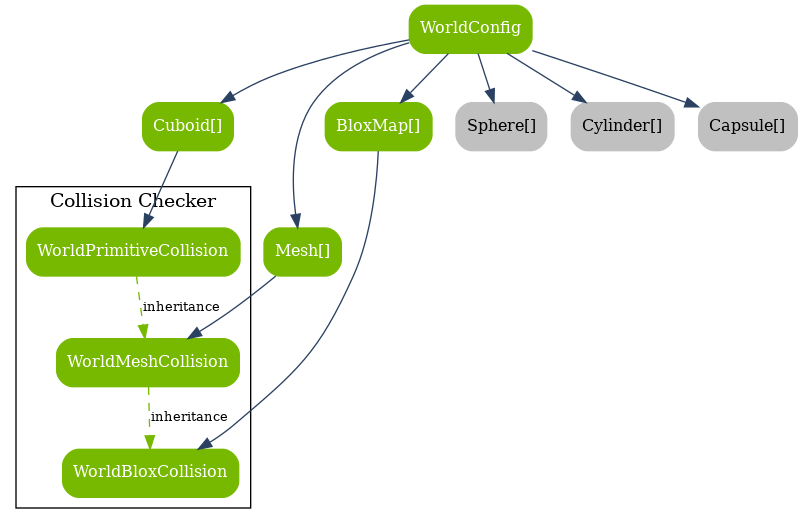 WorldConfig
Cuboid[]
BloxMap[]
Sphere[]
Cylinder[]
Capsule[]
Collision Checker
WorldPrimitiveCollision
Mesh[]
inheritance
WorldMeshCollision
inheritance
WorldBloxCollision